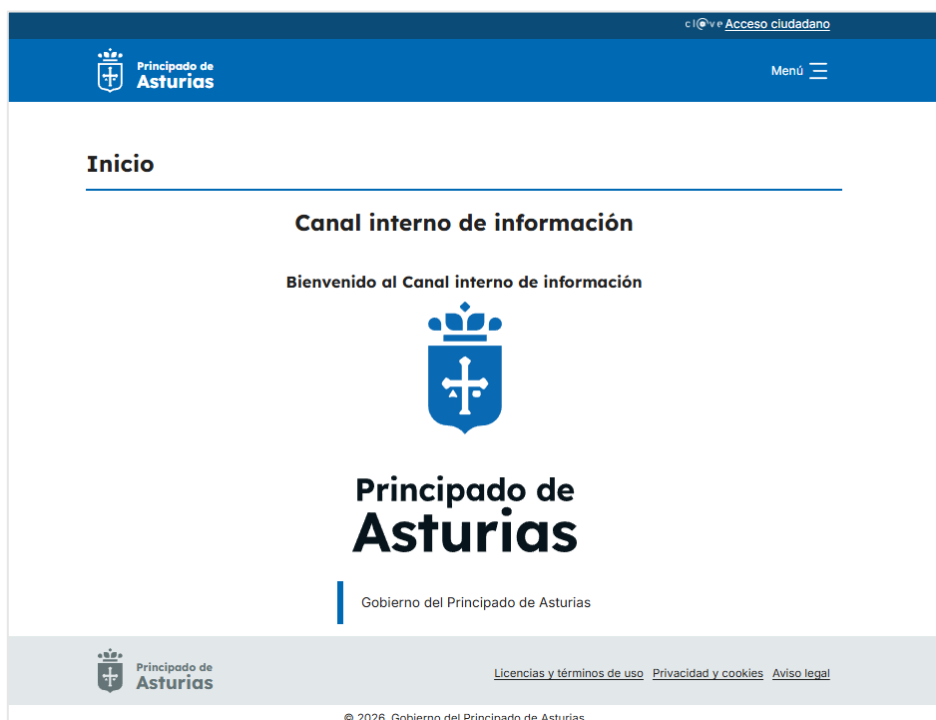 cl@ve Acceso ciudadano
Principado de
Asturias
Menú
Inicio
Canal interno de información
Bienvenido al Canal interno de información
Principado de
Asturias
Gobierno del Principado de Asturias
Principado de
Asturias
Licencias y términos de uso Privacidad y cookies Aviso legal
© 2026. Gobierno del Principado de Asturias